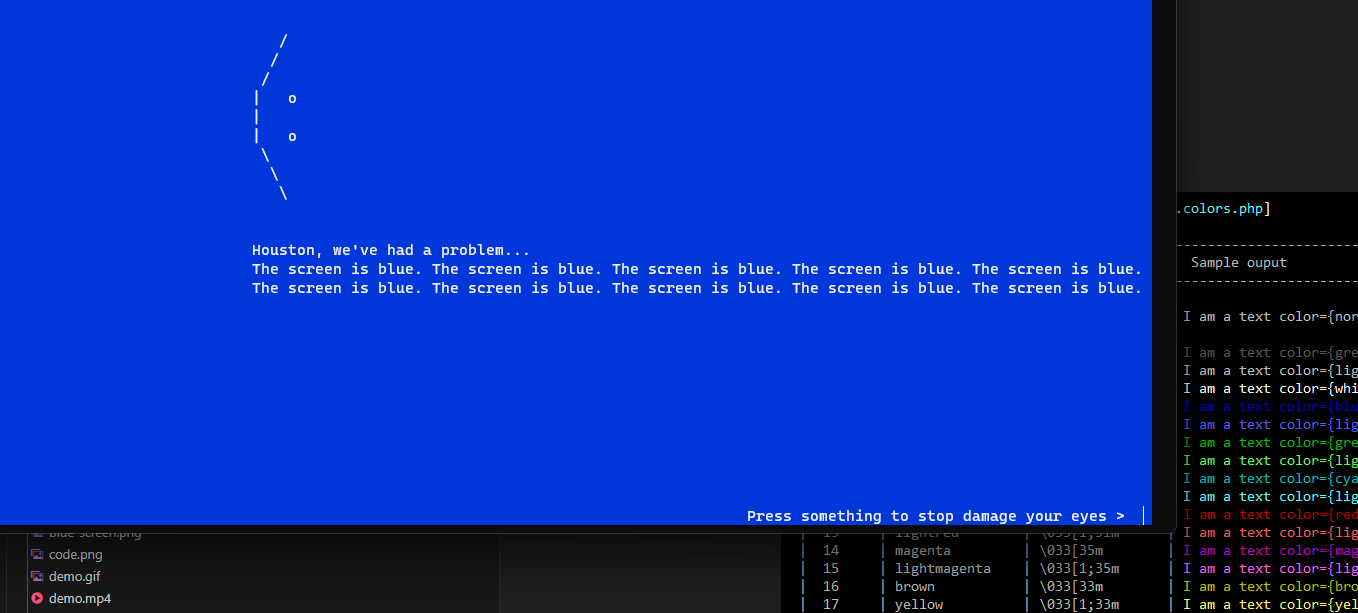 /
/
/
| o
|
| o
\
\
\
Houston, we've had a problem...
The screen is blue. The screen is blue. The screen is blue. The screen is blue. The screen is blue.
The screen is blue. The screen is blue. The screen is blue. The screen is blue. The screen is blue.
Press something to stop damage your eyes >
.colors.php]
Sample ouput
I am a text color={nor
I am a text color={gre
I am a text color={lig
I am a text color={whi
I am a text color={blu
I am a text color={lig
I am a text color={gre
I am a text color={lig
I am a text color={cya
I am a text color={lig
I am a text color={red
I am a text color={lig
I am a text color={mag
I am a text color={lig
I am a text color={bro
I am a text color={yel
blue-screen.png
code.png
demo.gif
demo.mp4
| 13 | lightred | \033[1;31m |
| 14 | magenta | \033[35m |
| 15 | lightmagenta | \033[1;35m |
| 16 | brown | \033[33m |
| 17 | yellow | \033[1;33m |